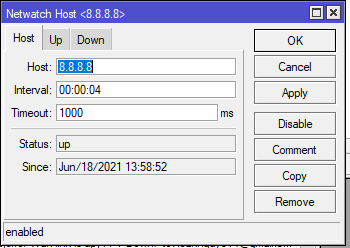 Netwatch Host <8.8.8.8>
Host Up Down
Host: 8.8.8.8
Interval: 00:00:04
Timeout: 1000 ms
Status: up
Since: Jun/18/2021 13:58:52
OK
Cancel
Apply
Disable
Comment
Copy
Remove
enabled